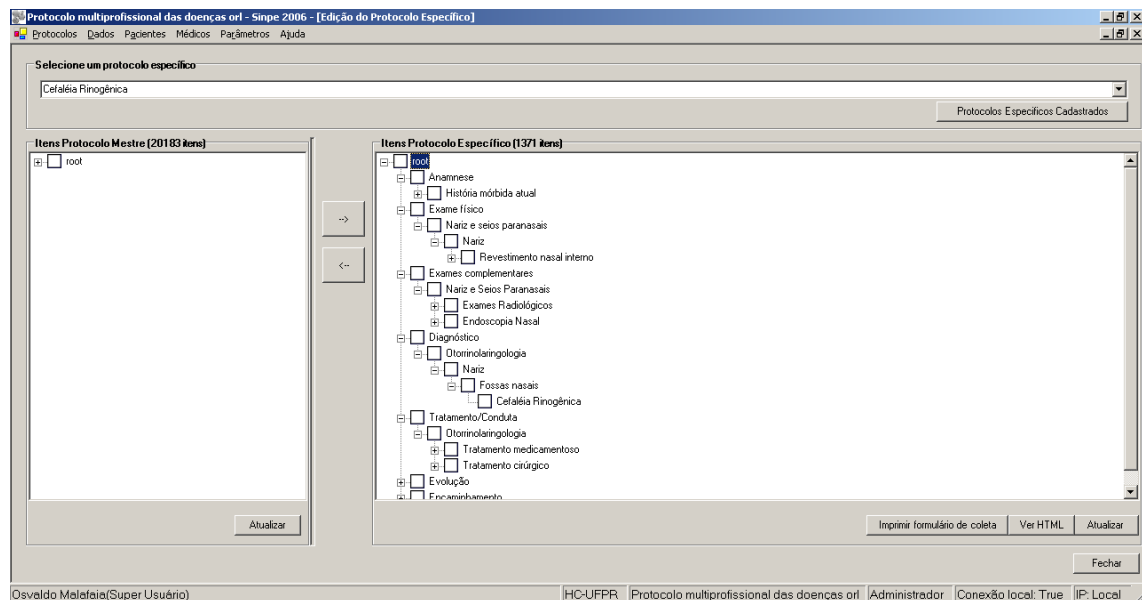 Protocolo multiprofissional das doenças orl - Sinpe 2006 - [Edição do Protocolo Específico]
Protocolos Dados Pacientes Médicos Parâmetros Ajuda
Selecione um protocolo específico
Cefaléia Rinogênica
Protocolos Especificos Cadastrados
Itens Protocolo Mestre (20183 itens)
root
Atualizar
-->
<--
Itens Protocolo Específico (1371 itens)
root
Anamnese
História mórbida atual
Exame físico
Nariz e seios paranasais
Nariz
Revestimento nasal interno
Exames complementares
Nariz e Seios Paranasais
Exames Radiológicos
Endoscopia Nasal
Diagnóstico
Otorrinolaringologia
Nariz
Fossas nasais
Cefaléia Rinogênica
Tratamento/Conduta
Otorrinolaringologia
Tratamento medicamentoso
Tratamento cirúrgico
Evolução
Encaminhamento
Imprimir formulário de coleta Ver HTML Atualizar
Fechar
Osvaldo Malafaia(Super Usuário) HC-UFPR Protocolo multiprofissional das doenças orl Administrador Conexão local: True IP: Local